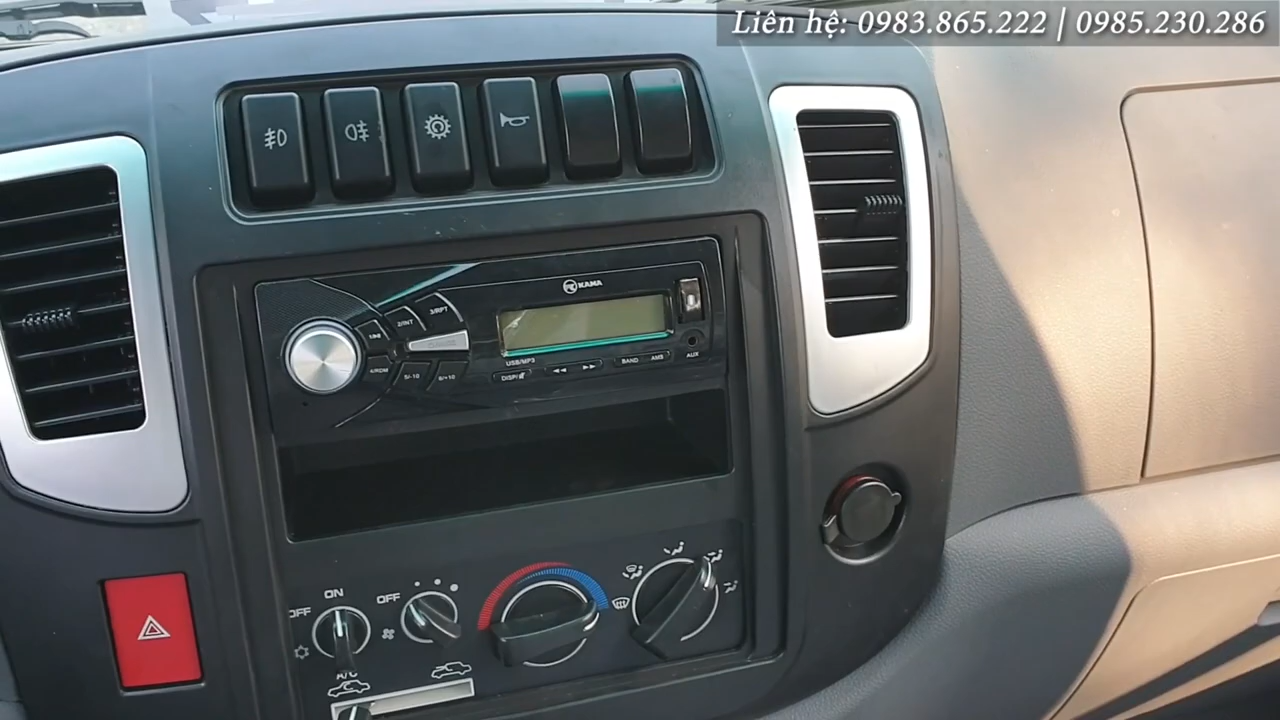 Liên hệ: 0983.865.222 | 0985.230.286
KAMA
2/INT 3/RPT
4/RDM 5/-10 6/+10
USB/MP3
DISP/
BAND AMS
AUX
OFF ON
OFF
A/C